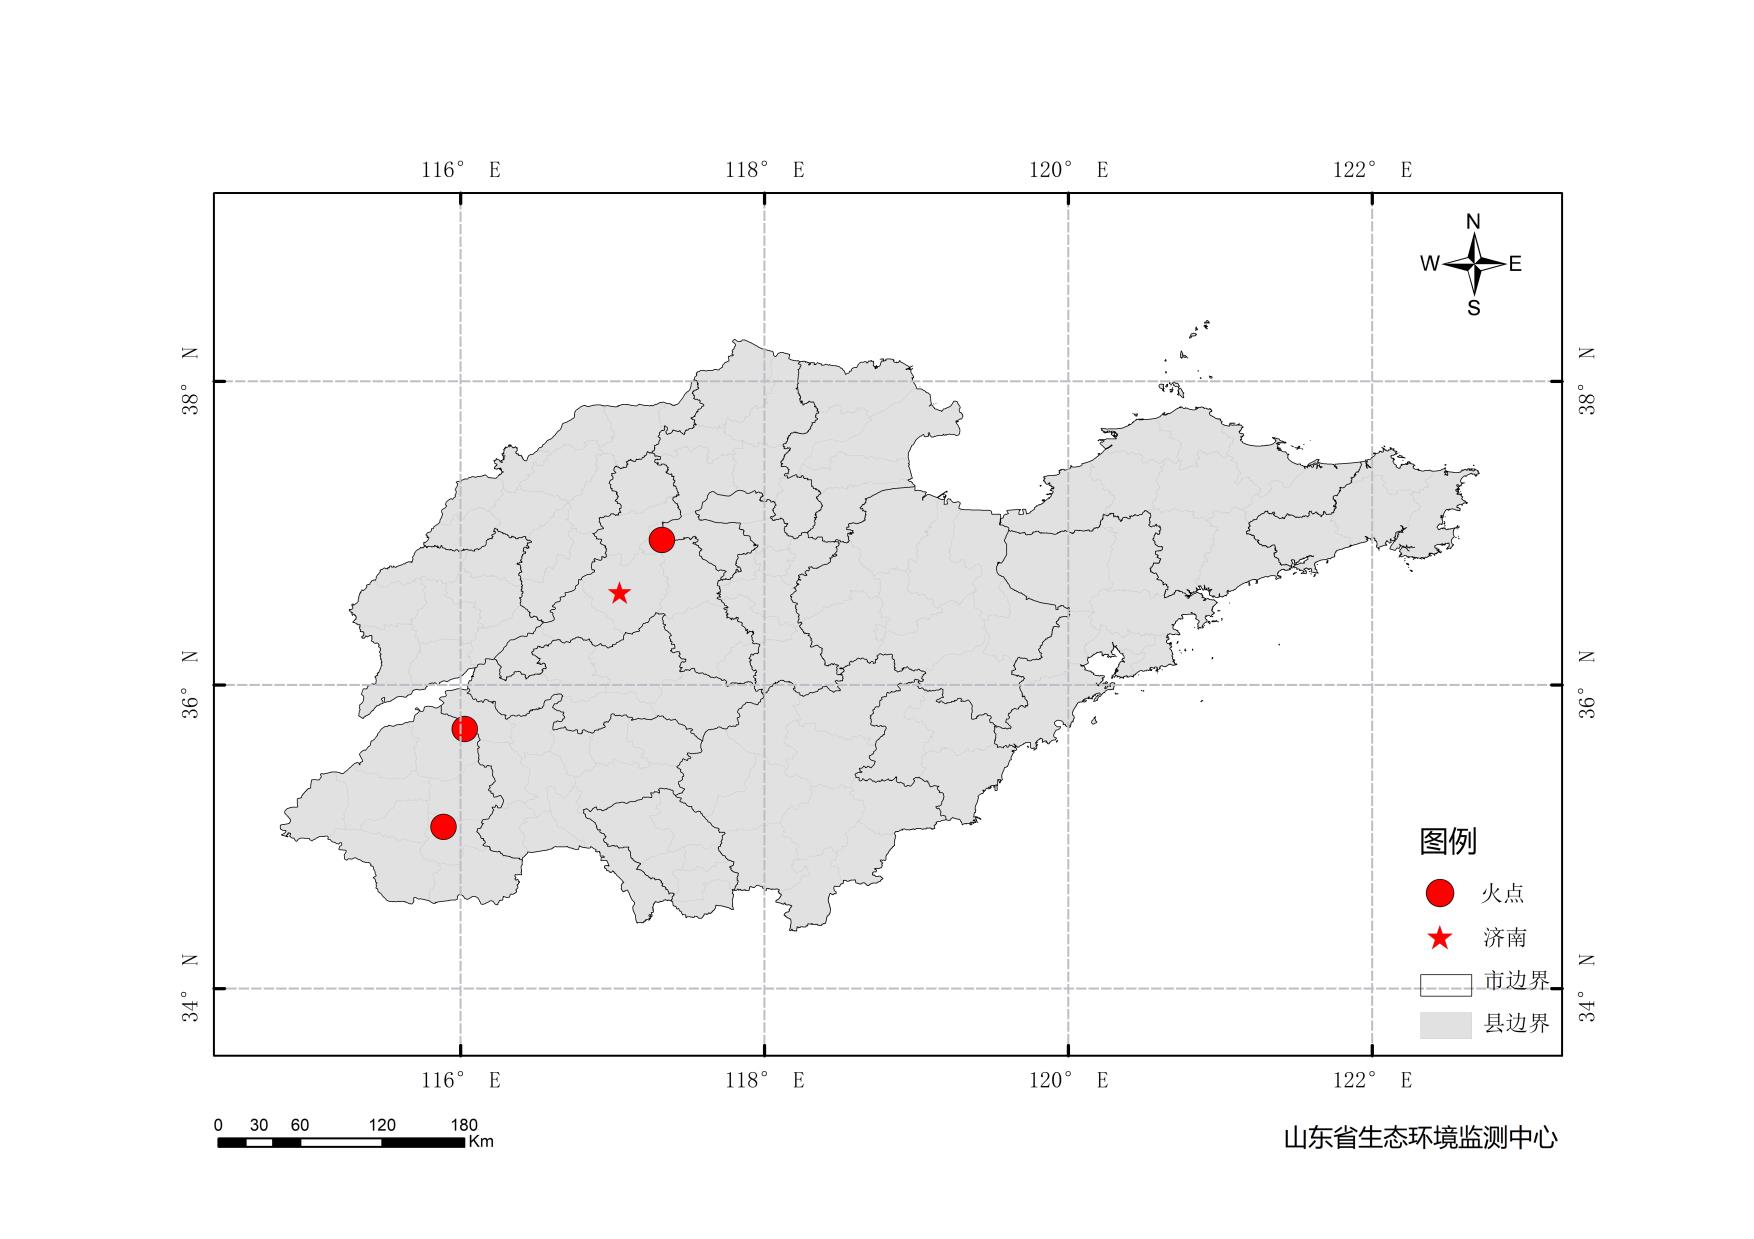 116° E 118° E 120° E 122° E
N
W E
S
38° N 38° N
36° N 36° N
34° N 34° N
图例
火点
济南
市边界
县边界
116° E 118° E 120° E 122° E
0 30 60 120 180
Km
山东省生态环境监测中心